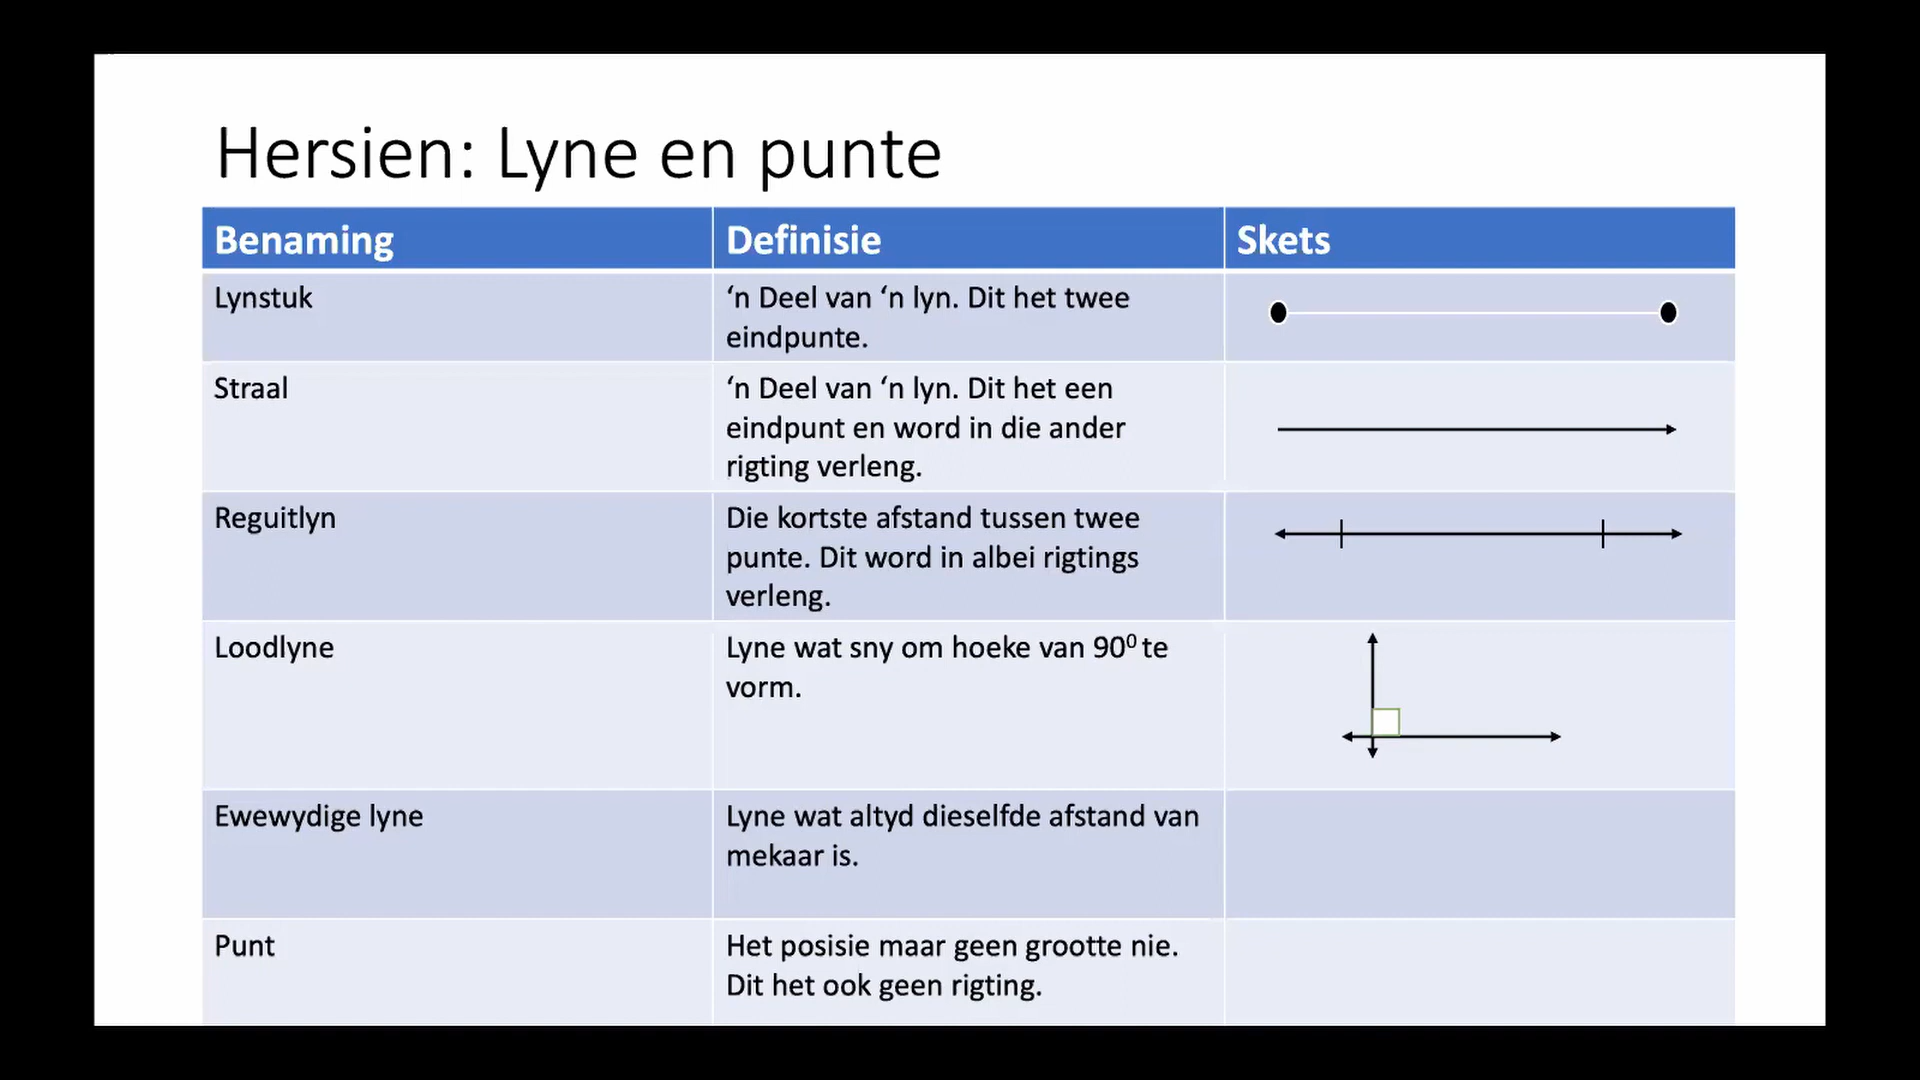 Hersien: Lyne en punte
Benaming
Definisie
Skets
Lynstuk
‘n Deel van ‘n lyn. Dit het twee
eindpunte.
Straal
‘n Deel van ‘n lyn. Dit het een
eindpunt en word in die ander
rigting verleng.
Reguitlyn
Die kortste afstand tussen twee
punte. Dit word in albei rigtings
verleng.
Loodlyne
Lyne wat sny om hoeke van 90⁰ te
vorm.
Ewewydige lyne
Lyne wat altyd dieselfde afstand van
mekaar is.
Punt
Het posisie maar geen grootte nie.
Dit het ook geen rigting.